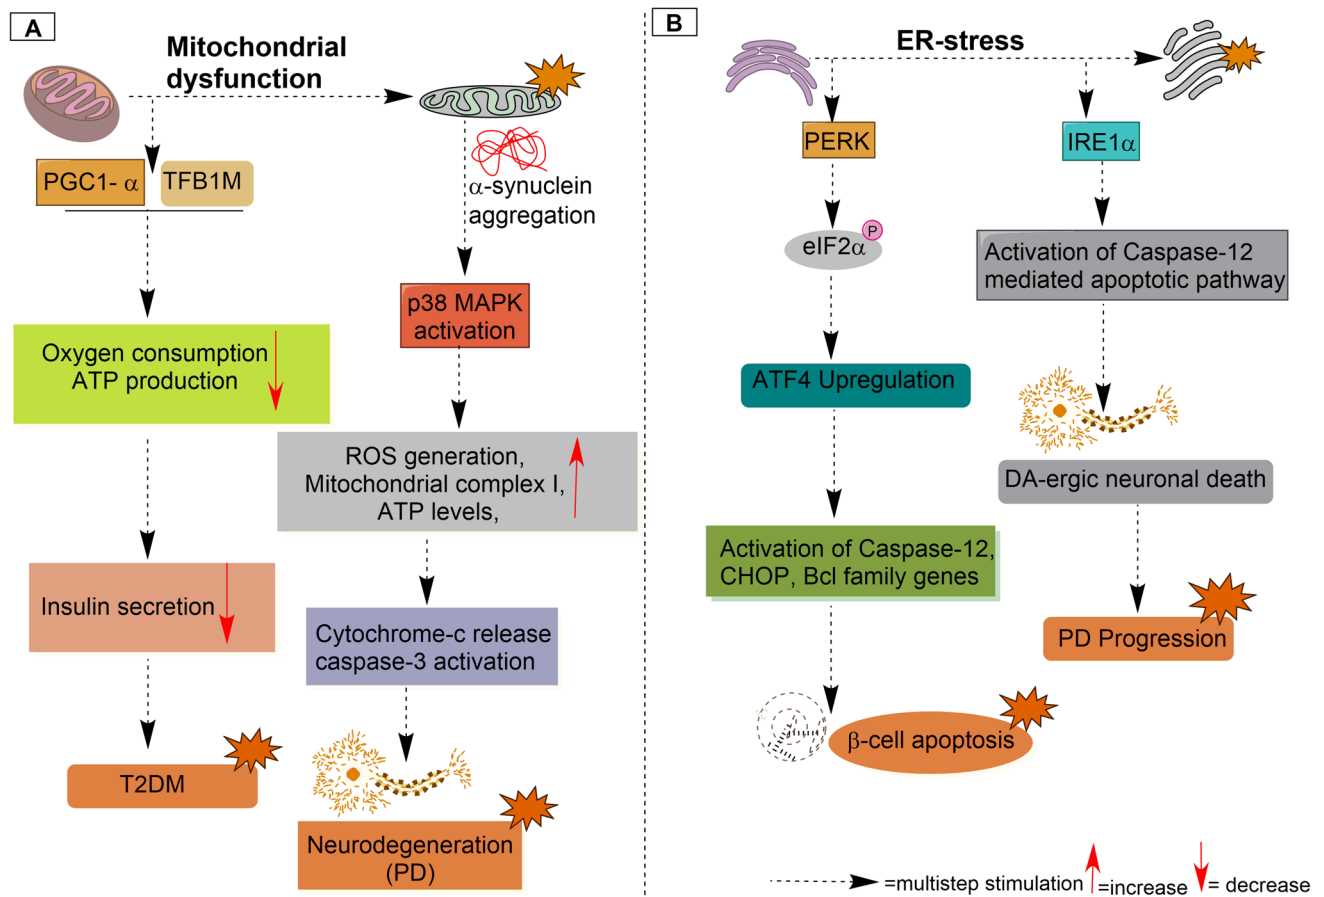 A
Mitochondrial
dysfunction
PGC1- α
TFB1M
α-synuclein
aggregation
p38 MAPK
activation
Oxygen consumption
ATP production
ROS generation,
Mitochondrial complex I,
ATP levels,
Insulin secretion
Cytochrome-c release
caspase-3 activation
T2DM
Neurodegeneration
(PD)
B
ER-stress
PERK
IRE1α
eIF2α
P
Activation of Caspase-12
mediated apoptotic pathway
ATF4 Upregulation
DA-ergic neuronal death
Activation of Caspase-12,
CHOP, Bcl family genes
PD Progression
β-cell apoptosis
=multistep stimulation
=increase
= decrease